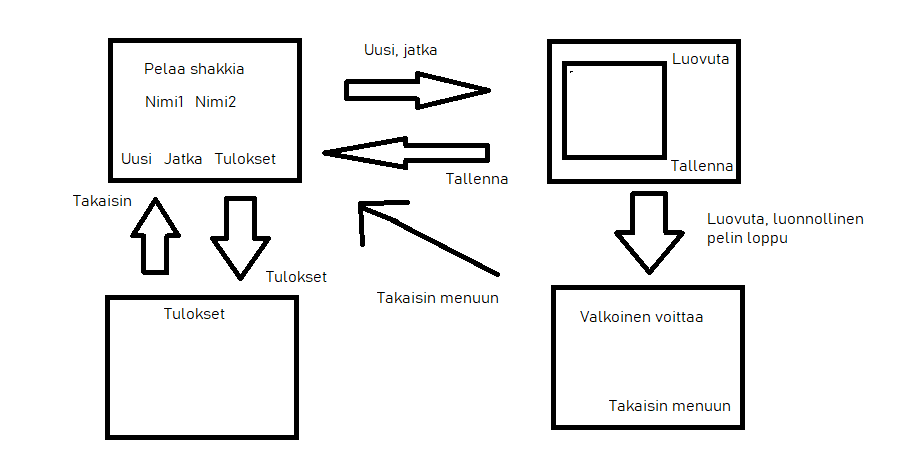 Pelaa shakkia
Nimi1 Nimi2
Uusi Jatka Tulokset
Uusi, jatka
Tallenna
Luovuta
Tallenna
Takaisin
Tulokset
Takaisin menuun
Luovuta, luonnollinen
pelin loppu
Tulokset
Valkoinen voittaa
Takaisin menuun